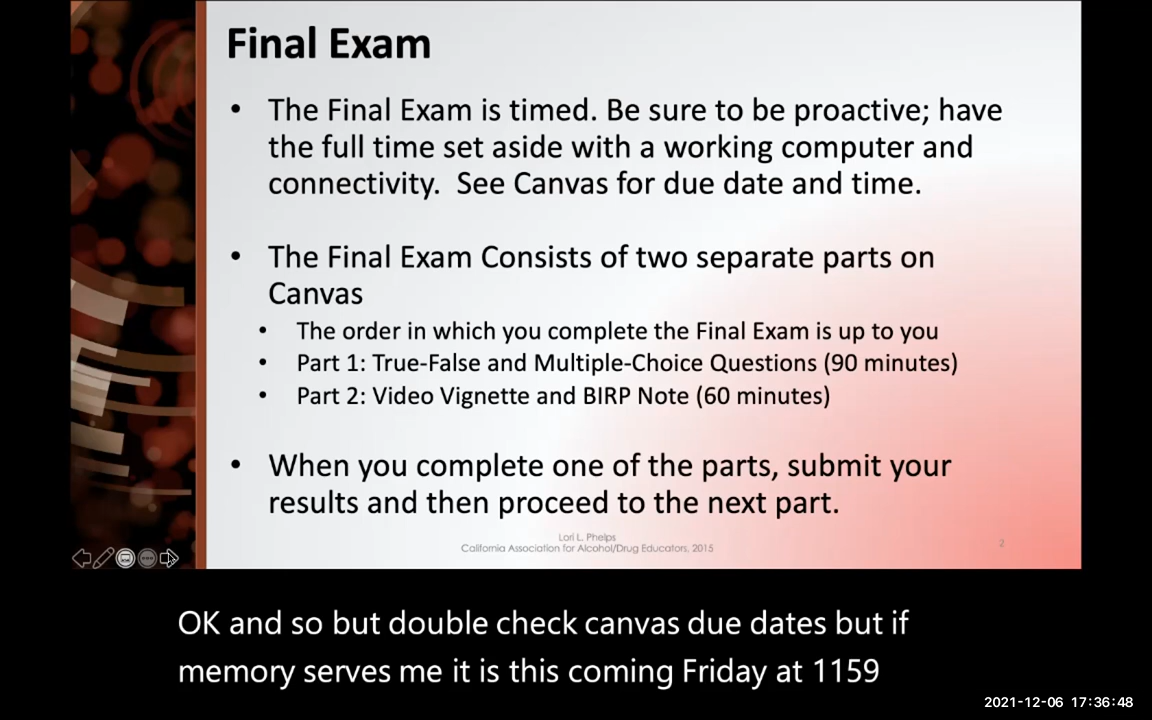 Final Exam
• The Final Exam is timed. Be sure to be proactive; have
the full time set aside with a working computer and
connectivity.  See Canvas for due date and time.
• The Final Exam Consists of two separate parts on
Canvas
• The order in which you complete the Final Exam is up to you
• Part 1: True-False and Multiple-Choice Questions (90 minutes)
• Part 2: Video Vignette and BIRP Note (60 minutes)
• When you complete one of the parts, submit your
results and then proceed to the next part.
Lori L. Phelps
California Association for Alcohol/Drug Educators, 2015
2
OK and so but double check canvas due dates but if
memory serves me it is this coming Friday at 1159
2021-12-06 17:36:48